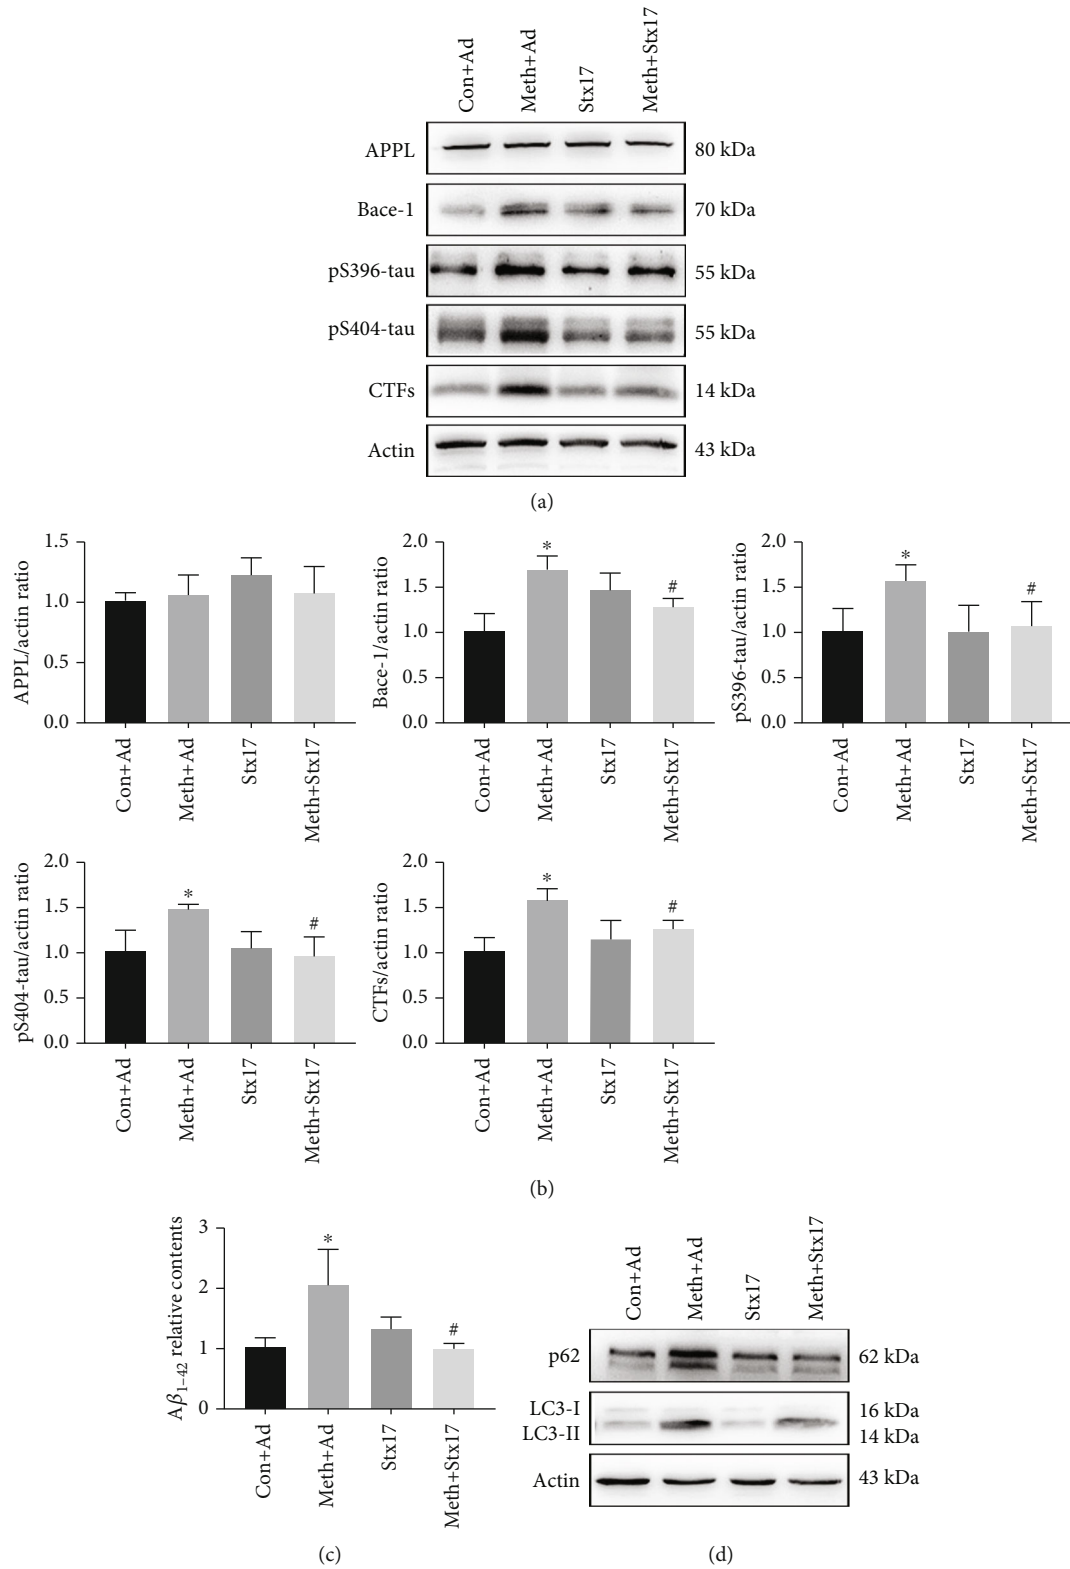 Con+Ad
Meth+Ad
Stx17
Meth+Stx17
APPL 80 kDa
Bace-1 70 kDa
pS396-tau 55 kDa
pS404-tau 55 kDa
CTFs 14 kDa
Actin 43 kDa
(a)
APPL/actin ratio
1.5
1.0
0.5
0.0
Con+Ad
Meth+Ad
Stx17
Meth+Stx17
Bace-1/actin ratio
2.0
1.5
1.0
0.5
0.0
*
#
Con+Ad
Meth+Ad
Stx17
Meth+Stx17
pS396-tau/actin ratio
2.0
1.5
1.0
0.5
0.0
*
#
Con+Ad
Meth+Ad
Stx17
Meth+Stx17
pS404-tau/actin ratio
2.0
1.5
1.0
0.5
0.0
*
#
Con+Ad
Meth+Ad
Stx17
Meth+Stx17
CTFs/actin ratio
2.0
1.5
1.0
0.5
0.0
*
#
Con+Ad
Meth+Ad
Stx17
Meth+Stx17
(b)
Aβ1–42 relative contents
3
2
1
0
*
#
Con+Ad
Meth+Ad
Stx17
Meth+Stx17
(c)
Con+Ad
Meth+Ad
Stx17
Meth+Stx17
p62 62 kDa
LC3-I 16 kDa
LC3-II 14 kDa
Actin 43 kDa
(d)